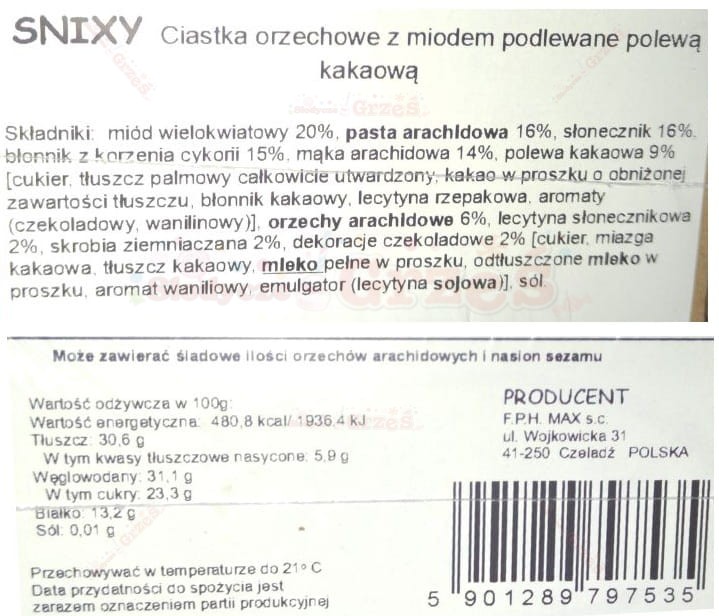 SNIXY Ciastka orzechowe z miodem podlewane polewą
kakaową
Składniki: miód wielokwiatowy 20%, pasta arachidowa 16%, słonecznik 16%,
błonnik z korzenia cykorii 15%, mąka arachidowa 14%, polewa kakaowa 9%
[cukier, tłuszcz palmowy całkowicie utwardzony, kakao w proszku o obniżonej
zawartości tłuszczu, błonnik kakaowy, lecytyna rzepakowa, aromaty
(czekoladowy, wanilinowy)], orzechy arachidowe 6%, lecytyna słonecznikowa
2%, skrobia ziemniaczana 2%, dekoracje czekoladowe 2% [cukier, miazga
kakaowa, tłuszcz kakaowy, mleko pełne w proszku, odtłuszczone mleko w
proszku, aromat waniliowy, emulgator (lecytyna sojowa)], sól
Może zawierać śladowe ilości orzechów arachidowych i nasion sezamu
Wartość odżywcza w 100g:
Wartość energetyczna: 480,8 kcal/ 1936,4 kJ
Tłuszcz: 30,6 g
W tym kwasy tłuszczowe nasycone: 5,9 g
Węglowodany: 31,1 g
W tym cukry: 23,3 g
Białko: 13,2 g
Sól: 0,01 g
Przechowywać w temperaturze do 21° C
Data przydatności do spożycia jest
zarazem oznaczeniem partii produkcyjnej
PRODUCENT
F.P.H. MAX s.c.
ul. Wojkowicka 31
41-250 Czeladź POLSKA
5 901289 797535